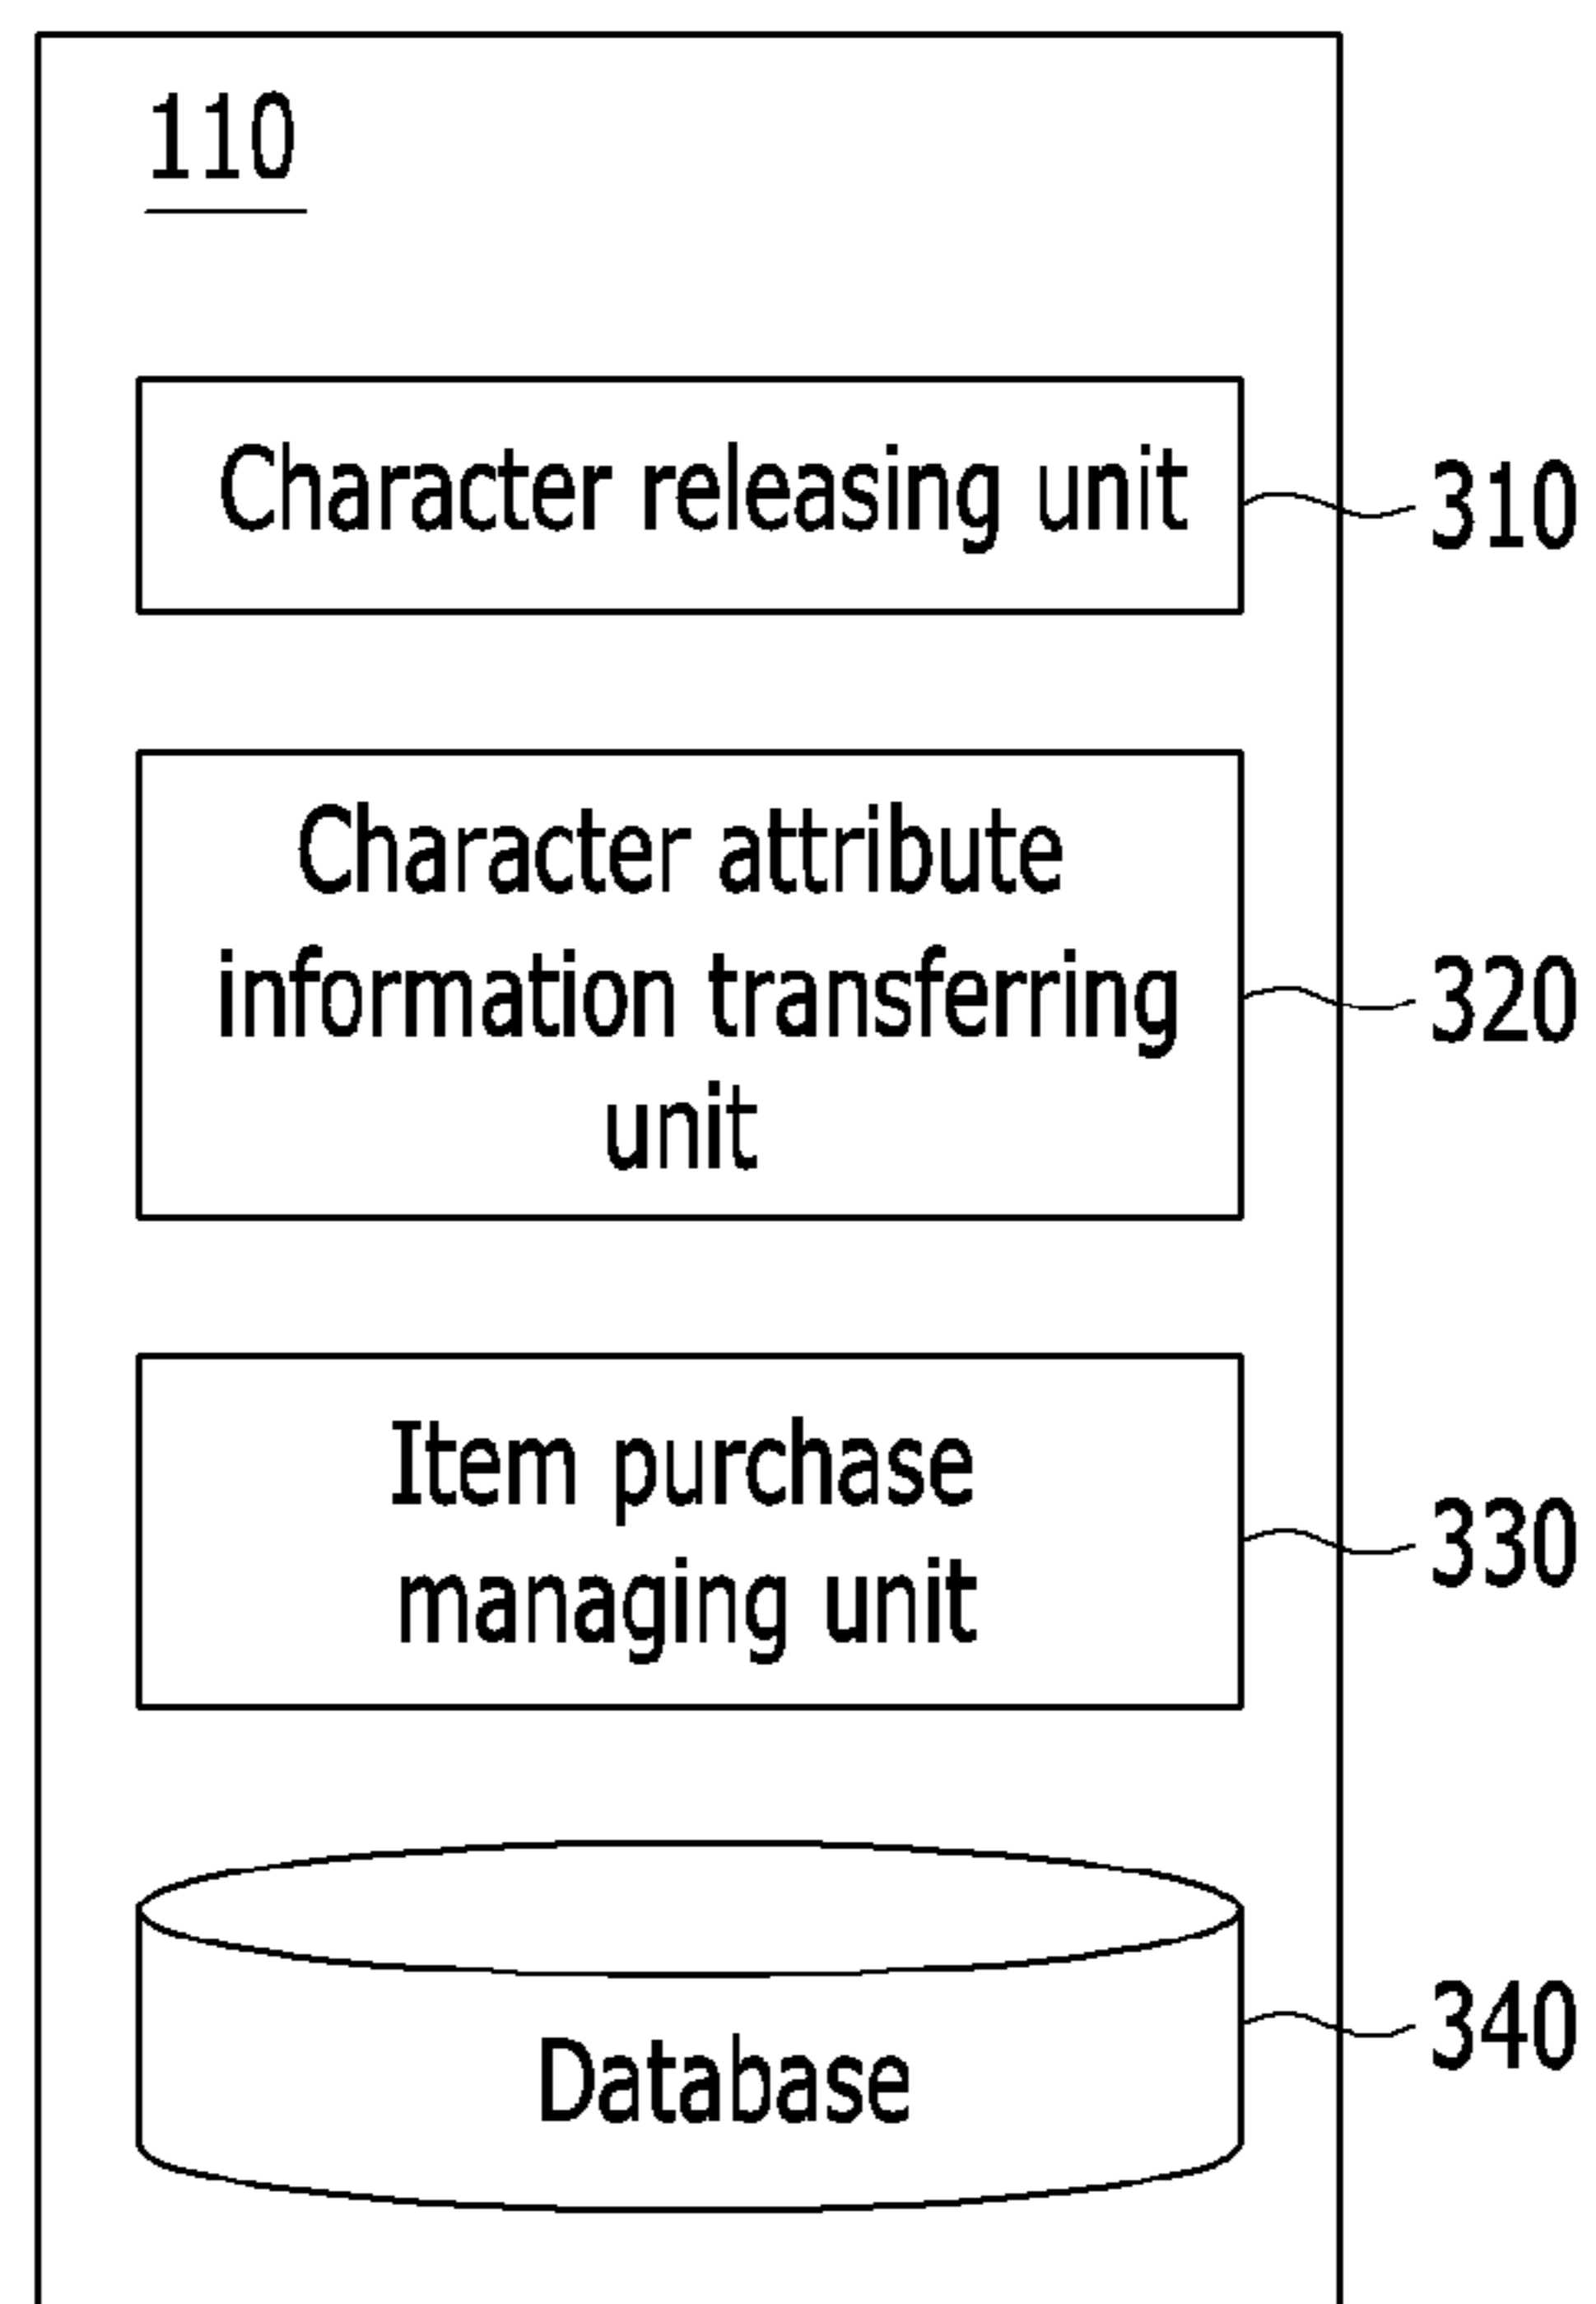 110
Character releasing unit
310
Character attribute
information transferring
unit
320
Item purchase
managing unit
330
Database
340